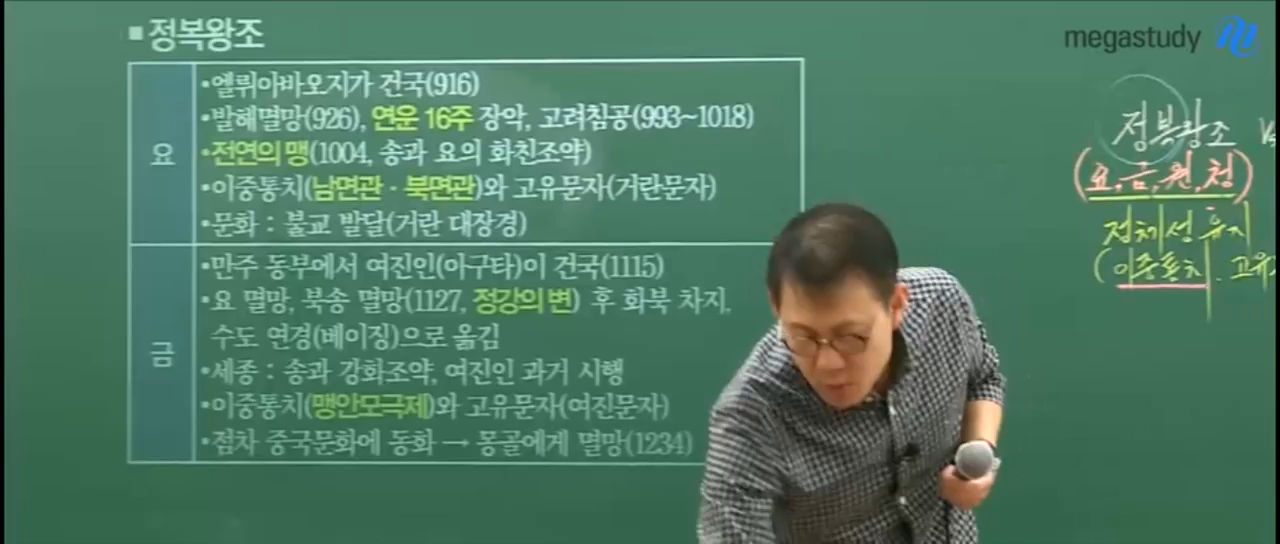 ■ 정복왕조
megastudy
요
•엘뤼아바오지가 건국(916)
•발해멸망(926), 연운 16주 장악, 고려침공(993~1018)
•전연의 맹(1004, 송과 요의 화친조약)
•이중통치(남면관·북면관)와 고유문자(거란문자)
•문화 : 불교 발달(거란 대장경)
금
•만주 동부에서 여진인(아구타)이 건국(1115)
•요 멸망, 북송 멸망(1127, 정강의 변) 후 화북 차지,
수도 연경(베이징)으로 옮김
•세종 : 송과 강화조약, 여진인 과거 시행
•이중통치(맹안모극제)와 고유문자(여진문자)
•점차 중국문화에 동화 → 몽골에게 멸망(1234)
정복왕조
(요,금,원,청)
정체성 유지
(이중통치. 고유